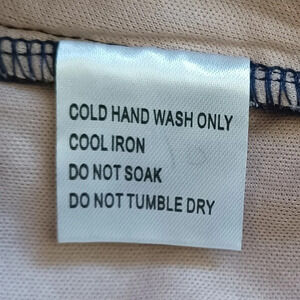 COLD HAND WASH ONLY
COOL IRON
DO NOT SOAK
DO NOT TUMBLE DRY